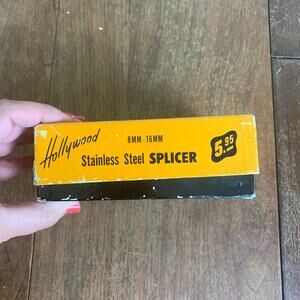 Hollywood
8MM-16MM
Stainless Steel SPLICER
5.95